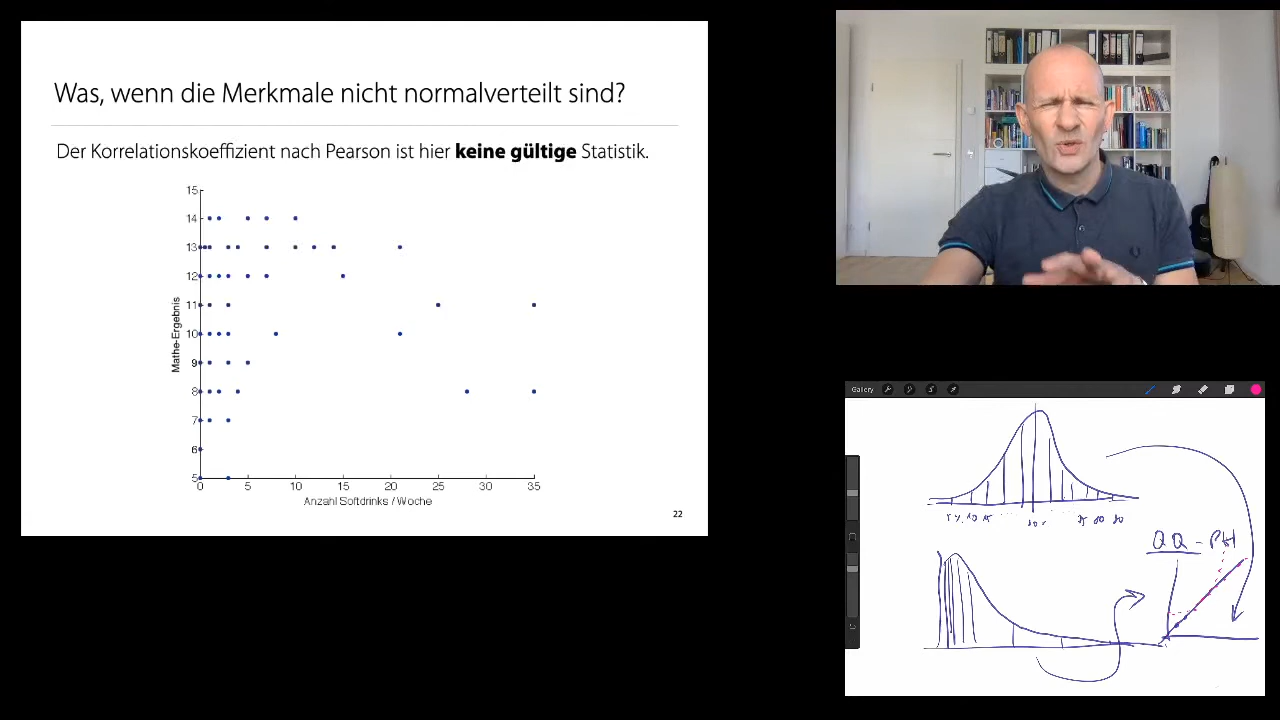 Was, wenn die Merkmale nicht normalverteilt sind?
Der Korrelationskoeffizient nach Pearson ist hier keine gültige Statistik.
15
14
13
12
11
10
9
8
7
6
5
Mathe-Ergebnis
0 5 10 15 20 25 30 35
Anzahl Softdrinks / Woche
22
Gallery
QQ - Plot